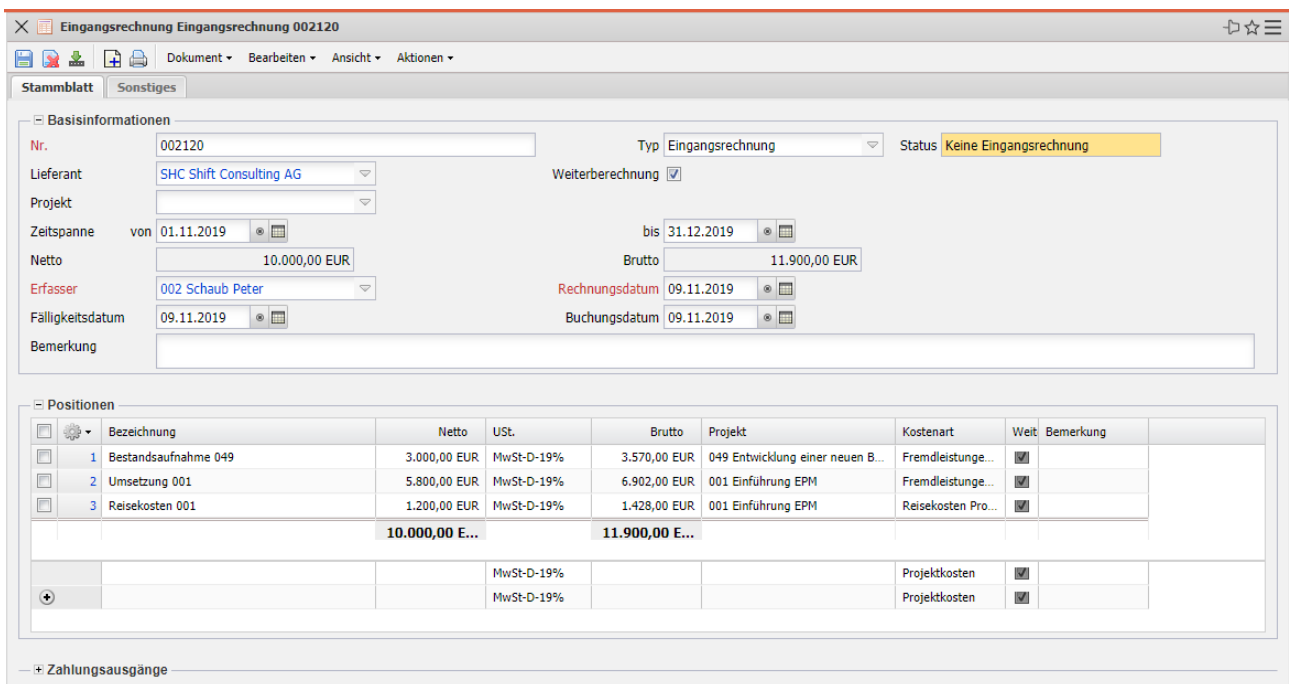 Eingangsrechnung Eingangsrechnung 002120
Dokument Bearbeiten Ansicht Aktionen
Stammblatt Sonstiges
Basisinformationen
Nr. 002120 Typ Eingangsrechnung Status Keine Eingangsrechnung
Lieferant SHC Shift Consulting AG Weiterberechnung
Projekt
Zeitspanne von 01.11.2019 bis 31.12.2019
Netto 10.000,00 EUR Brutto 11.900,00 EUR
Erfasser 002 Schaub Peter Rechnungsdatum 09.11.2019
Fälligkeitsdatum 09.11.2019 Buchungsdatum 09.11.2019
Bemerkung
Positionen
Bezeichnung Netto USt. Brutto Projekt Kostenart Weit Bemerkung
1 Bestandsaufnahme 049 3.000,00 EUR MwSt-D-19% 3.570,00 EUR 049 Entwicklung einer neuen B... Fremdleistunge...
2 Umsetzung 001 5.800,00 EUR MwSt-D-19% 6.902,00 EUR 001 Einführung EPM Fremdleistunge...
3 Reisekosten 001 1.200,00 EUR MwSt-D-19% 1.428,00 EUR 001 Einführung EPM Reisekosten Pro...
10.000,00 E... 11.900,00 E...
MwSt-D-19% Projektkosten
MwSt-D-19% Projektkosten
Zahlungsausgänge